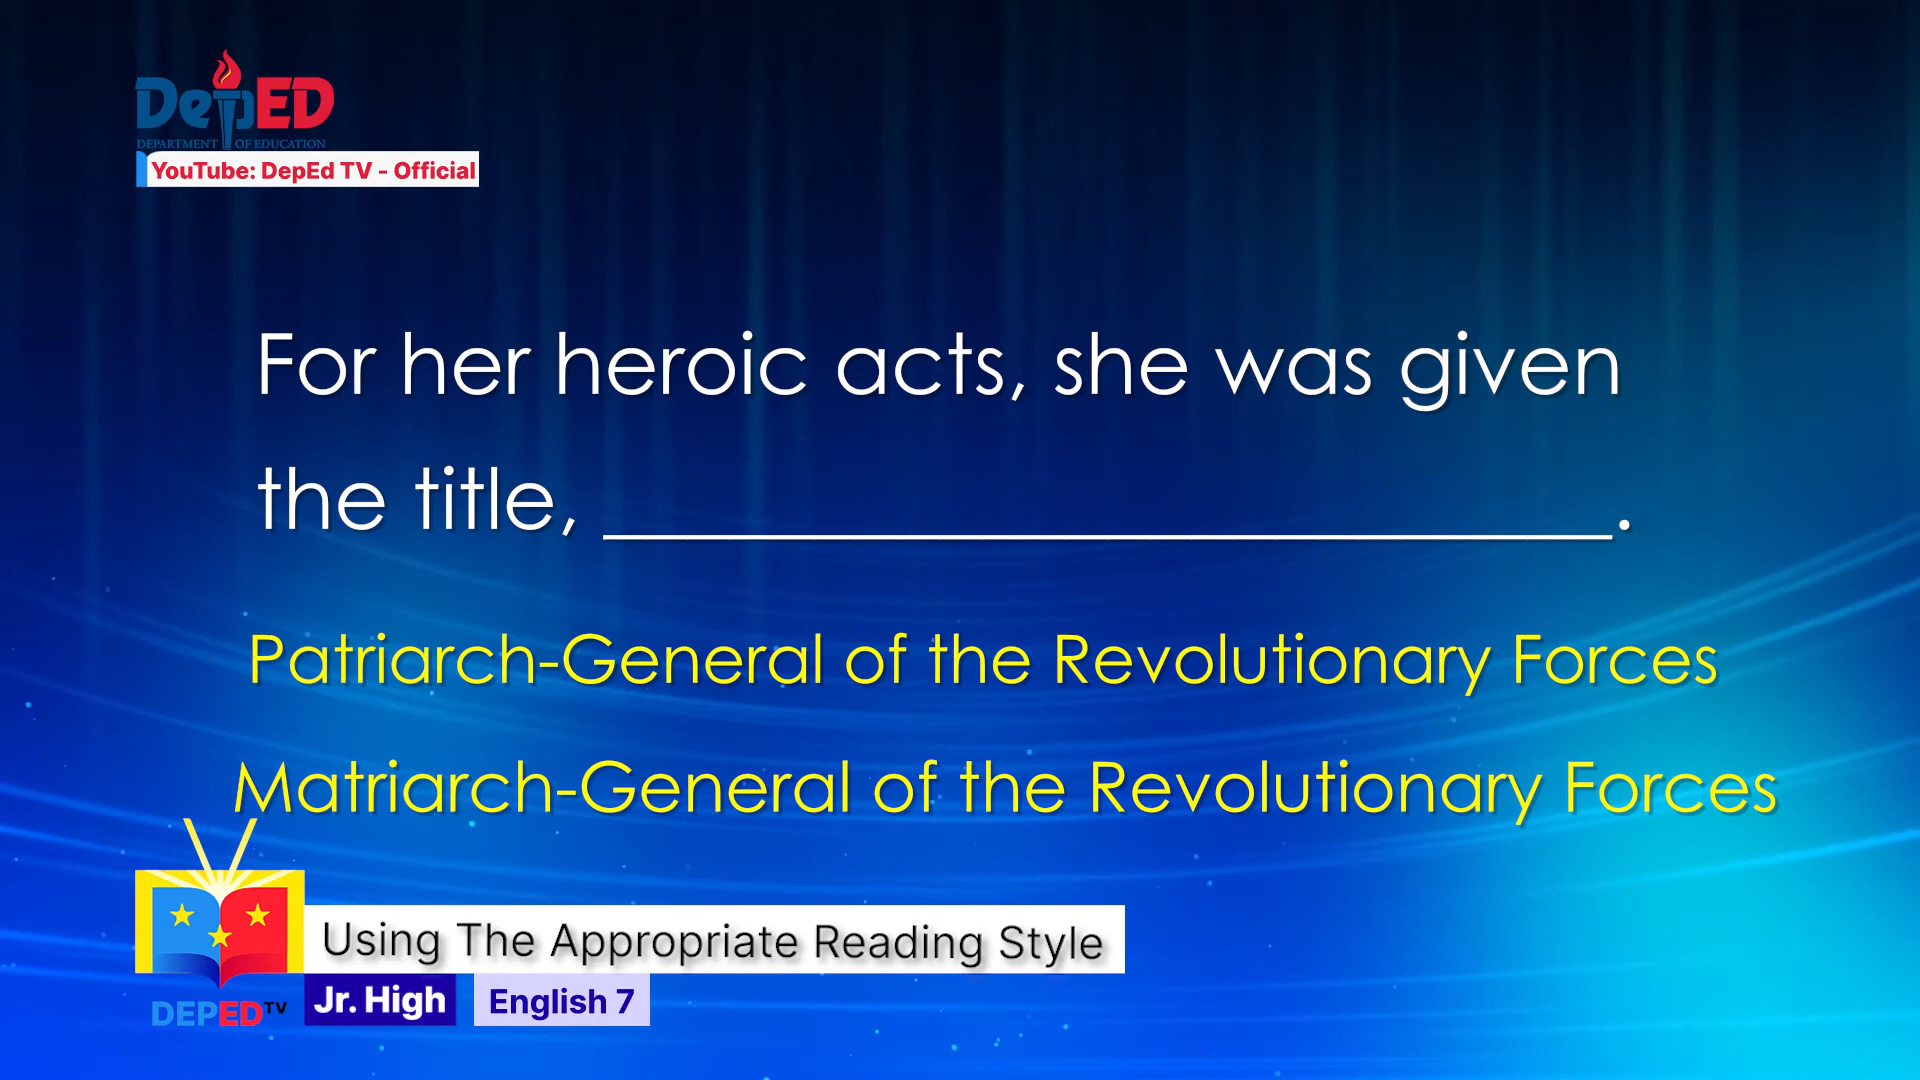 DepED
DEPARTMENT OF EDUCATION
YouTube: DepEd TV - Official
For her heroic acts, she was given
the title, ________________________.
Patriarch-General of the Revolutionary Forces
Matriarch-General of the Revolutionary Forces
Using The Appropriate Reading Style
DEPED TV
Jr. High
English 7